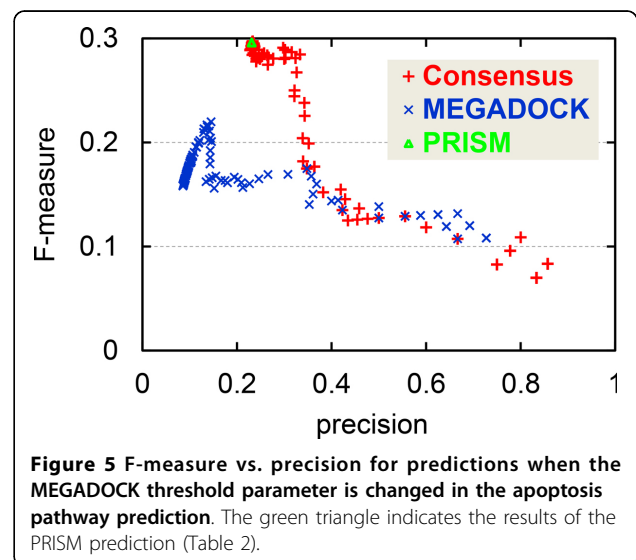 0.3
+ Consensus
× MEGADOCK
PRISM
0.2
F-measure
0.1
0
0 0.2 0.4 0.6 0.8 1
precision
Figure 5 F-measure vs. precision for predictions when the
MEGADOCK threshold parameter is changed in the apoptosis
pathway prediction. The green triangle indicates the results of the
PRISM prediction (Table 2).